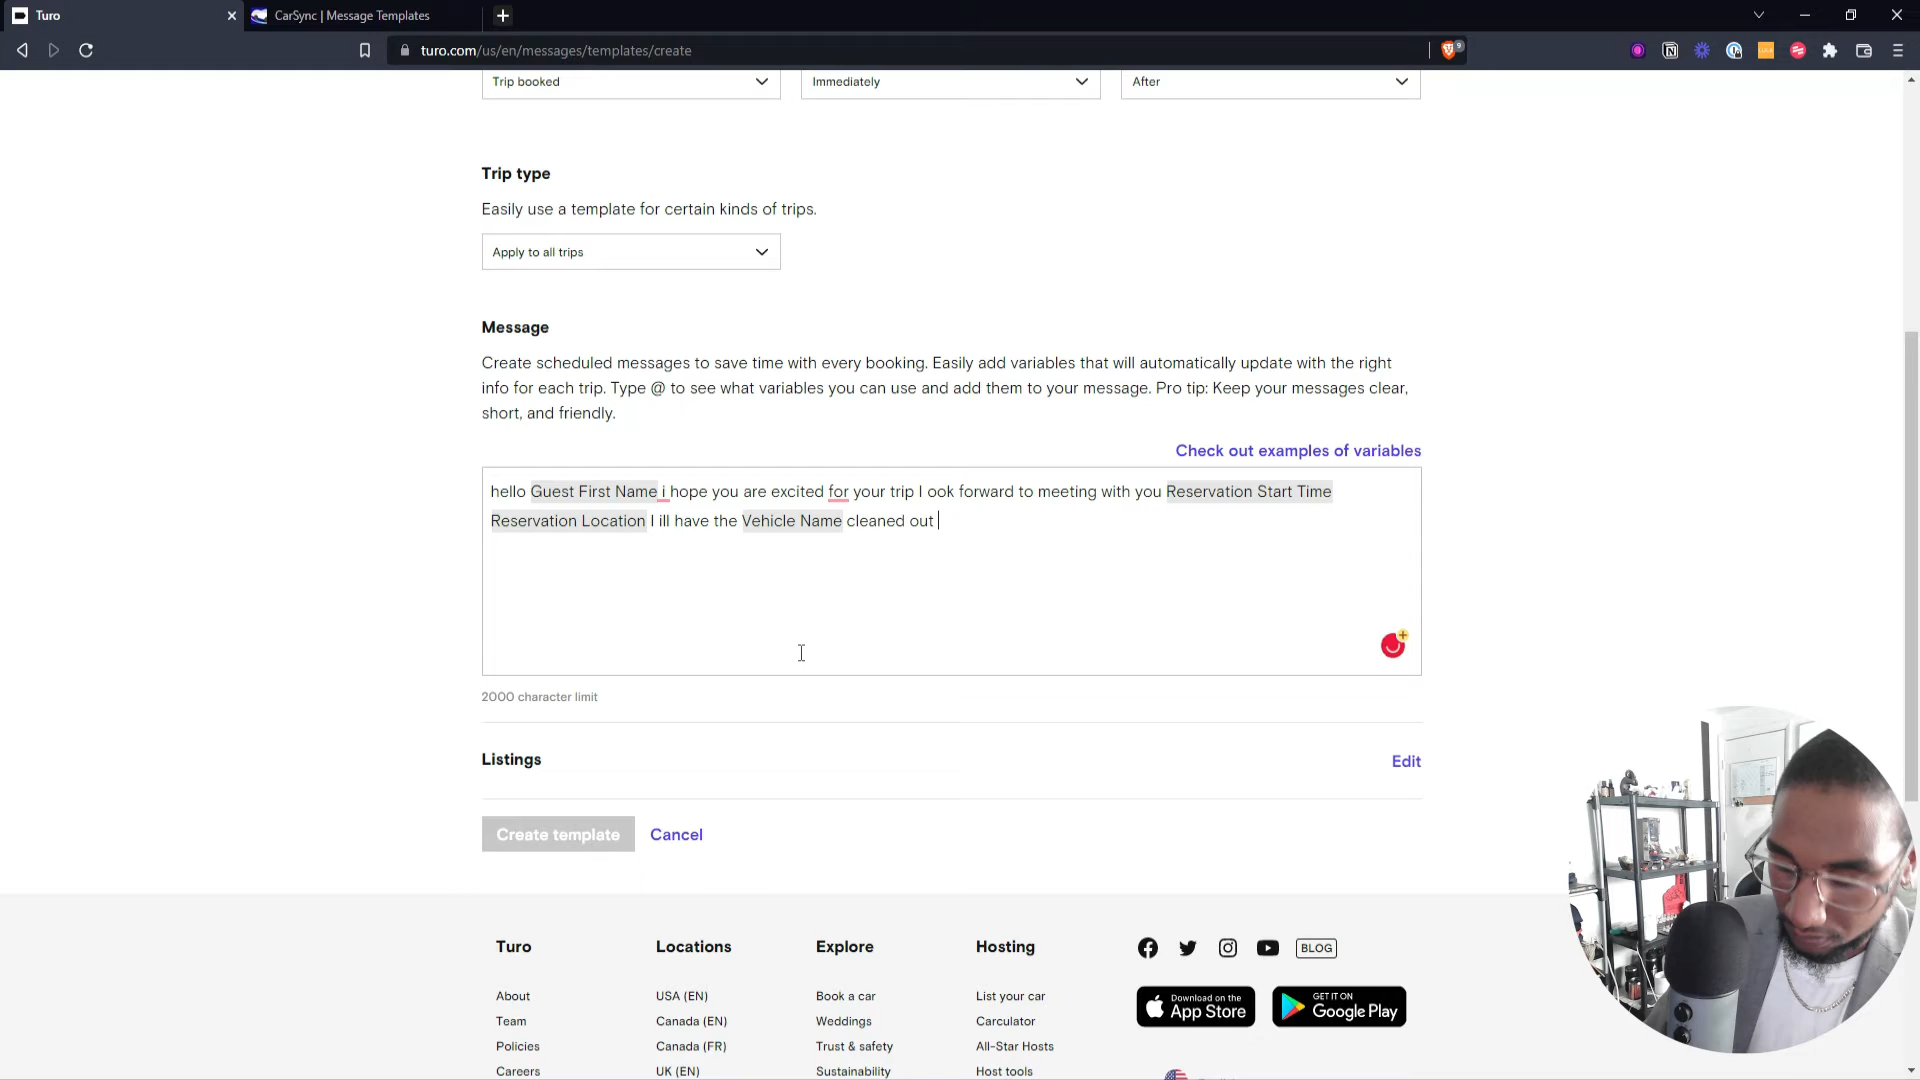 Turo
CarSync | Message Templates
turo.com/us/en/messages/templates/create
9
Trip booked
Immediately
After
Trip type
Easily use a template for certain kinds of trips.
Apply to all trips
Message
Create scheduled messages to save time with every booking. Easily add variables that will automatically update with the right
info for each trip. Type @ to see what variables you can use and add them to your message. Pro tip: Keep your messages clear,
short, and friendly.
Check out examples of variables
hello Guest First Name i hope you are excited for your trip I ook forward to meeting with you Reservation Start Time
Reservation Location I ill have the Vehicle Name cleaned out
2000 character limit
Listings
Edit
Create template
Cancel
Turo
About
Team
Policies
Careers
Locations
USA (EN)
Canada (EN)
Canada (FR)
UK (EN)
Explore
Book a car
Weddings
Trust & safety
Sustainability
Hosting
List your car
Carculator
All-Star Hosts
Host tools
BLOG
Download on the
App Store
GET IT ON
Google Play